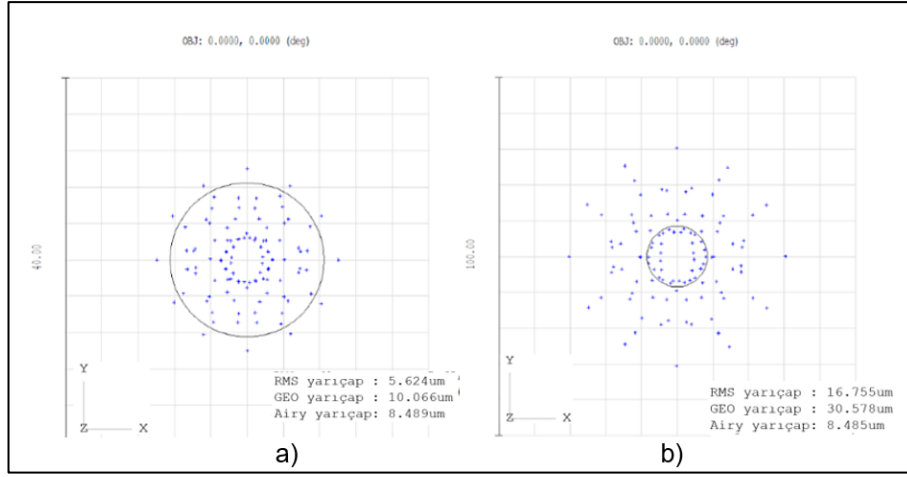 OBJ: 0.0000, 0.0000 (deg)
40.00
Y
Z
X
RMS yarıçap : 5.624um
GEO yarıçap : 10.066um
Airy yarıçap: 8.489um
a)
OBJ: 0.0000, 0.0000 (deg)
100.00
Y
Z
X
RMS yarıçap : 16.755um
GEO yarıçap : 30.578um
Airy yarıçap: 8.485um
b)